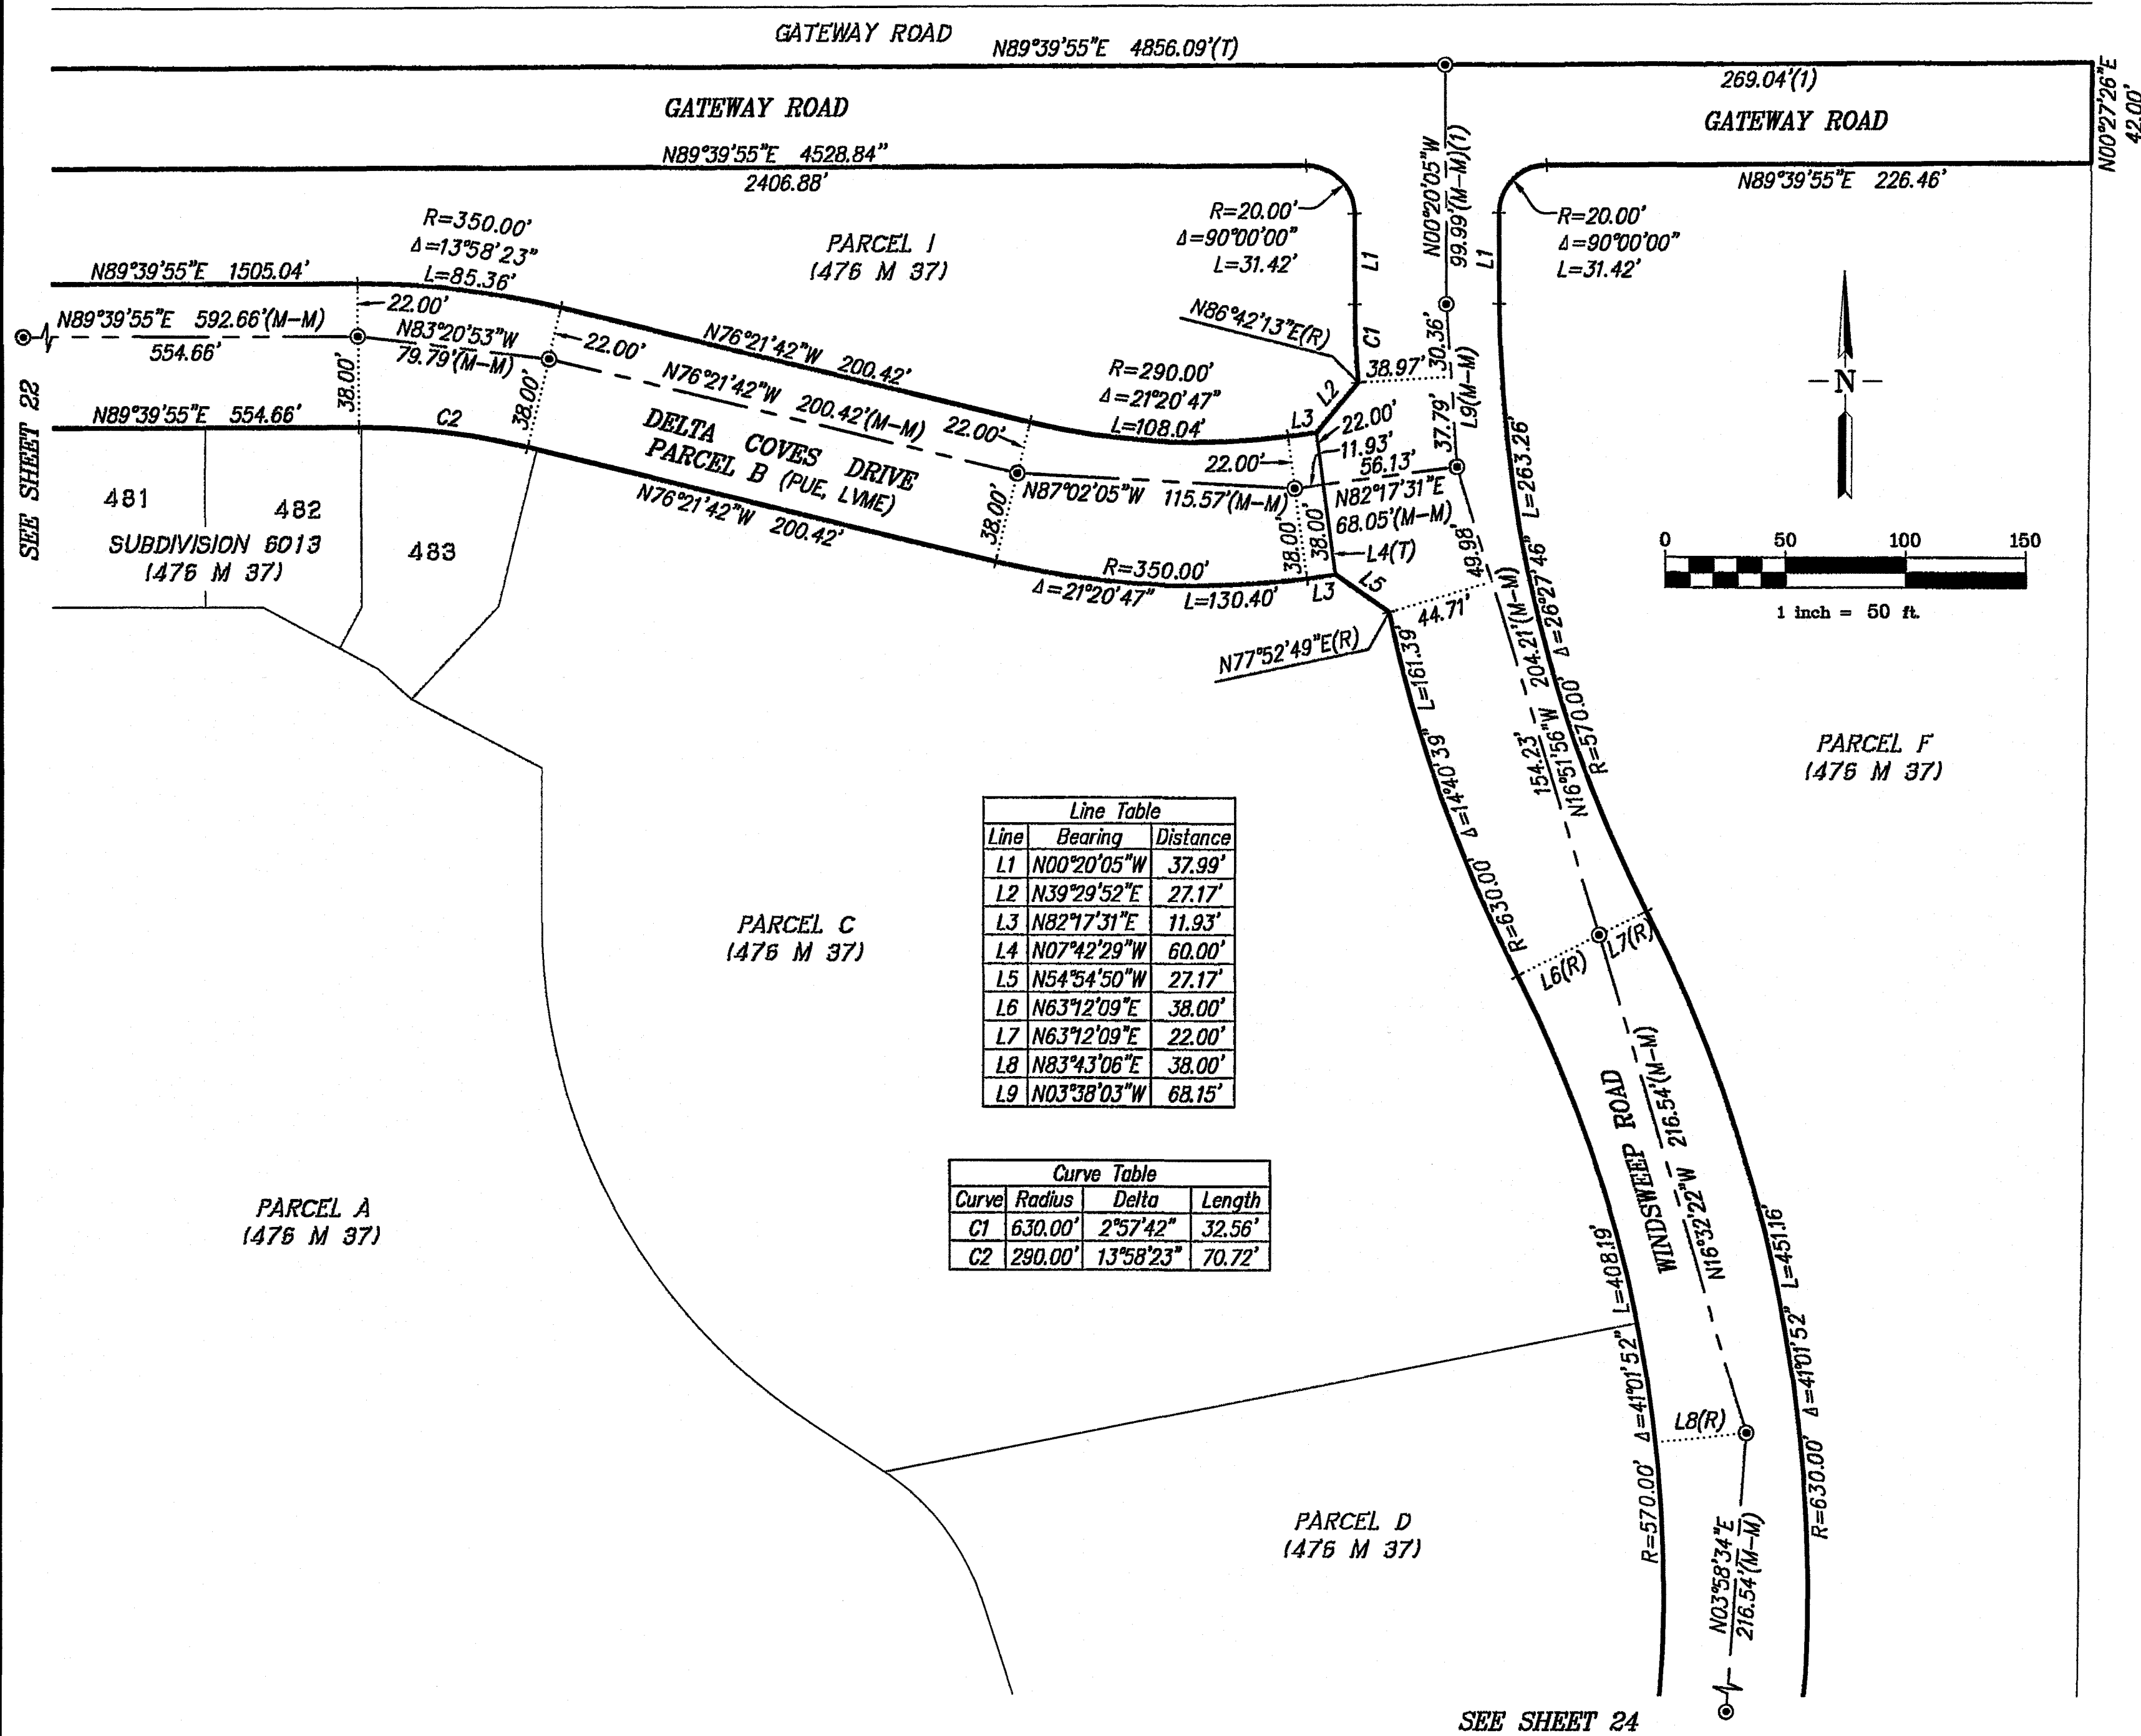 GATEWAY ROAD
N89°39'55"E 4856.09'(T)
269.04'(1)
N00°27'26"E
42.00'
GATEWAY ROAD
GATEWAY ROAD
N89°39'55"E 4528.84"
2406.88'
N00°20'05"W
99.99'(M-M)(1)
N89°39'55"E 226.46'
R=350.00'
Δ=13°58'23"
L=85.36'
PARCEL I
(476 M 37)
R=20.00'
Δ=90°00'00"
L=31.42'
L1
L1
R=20.00'
Δ=90°00'00"
L=31.42'
N89°39'55"E 1505.04'
22.00'
N89°39'55"E 592.66'(M-M)
554.66'
N83°20'53"W
79.79'(M-M)
22.00'
N76°21'42"W 200.42'
N86°42'13"E(R)
C1
30.36'
38.97'
L9(M-M)
37.79'
N
SEE SHEET 22
38.00'
38.00'
N76°21'42"W 200.42'(M-M)
R=290.00'
Δ=21°20'47"
L=108.04'
L2
L3
22.00'
11.93'
N89°39'55"E 554.66'
C2
DELTA COVES DRIVE
PARCEL B (PUE, LVME)
22.00'
22.00'
56.13'
N82°17'31"E
68.05'(M-M)
L=263.26'
Δ=26°27'46"
R=570.00'
481
482
483
SUBDIVISION 6013
(476 M 37)
N76°21'42"W 200.42'
38.00'
N87°02'05"W 115.57'(M-M)
38.00'
38.00'
L4(T)
49.98'
0 50 100 150
1 inch = 50 ft.
R=350.00'
Δ=21°20'47" L=130.40'
L3
L5
44.71'
N77°52'49"E(R)
204.21'(M-M)
154.23'
N16°51'56"W
L=161.39'
Δ=14°40'39"
R=630.00'
PARCEL F
(476 M 37)
Line Table
Line Bearing Distance
L1 N00°20'05"W 37.99'
L2 N39°29'52"E 27.17'
L3 N82°17'31"E 11.93'
L4 N07°42'29"W 60.00'
L5 N54°54'50"W 27.17'
L6 N63°12'09"E 38.00'
L7 N63°12'09"E 22.00'
L8 N83°43'06"E 38.00'
L9 N03°38'03"W 68.15'
PARCEL C
(476 M 37)
L6(R)
L7(R)
WINDSWEEP ROAD
216.54'(M-M)
N16°32'22"W
Curve Table
Curve Radius Delta Length
C1 630.00' 2°57'42" 32.56'
C2 290.00' 13°58'23" 70.72'
PARCEL A
(476 M 37)
L=408.19'
Δ=41°01'52"
R=570.00'
L=451.16'
Δ=41°01'52"
R=630.00'
L8(R)
PARCEL D
(476 M 37)
N03°58'34"E
216.54'(M-M)
SEE SHEET 24